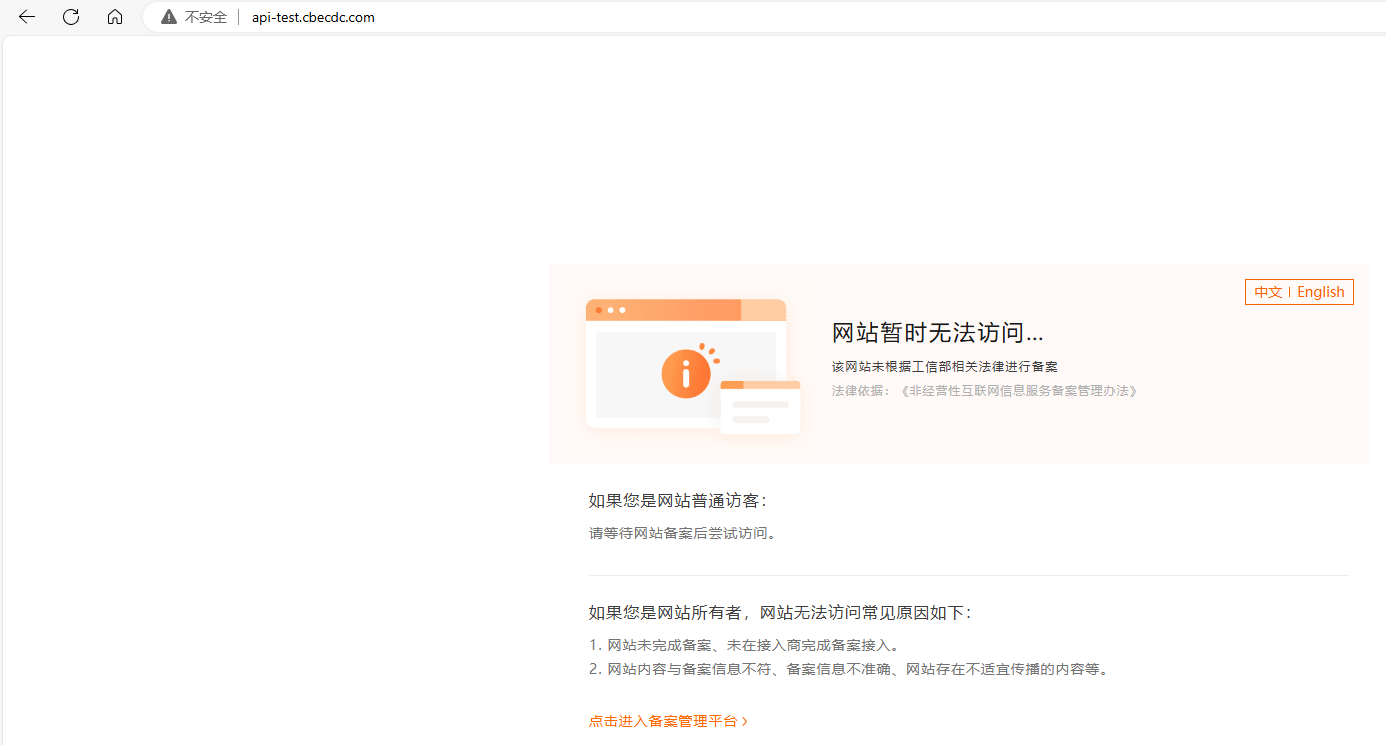 不安全 api-test.cbecdc.com
中文 | English
网站暂时无法访问...
该网站未根据工信部相关法律进行备案
法律依据：《非经营性互联网信息服务备案管理办法》
如果您是网站普通访客：
请等待网站备案后尝试访问。
如果您是网站所有者，网站无法访问常见原因如下：
1. 网站未完成备案、未在接入商完成备案接入。
2. 网站内容与备案信息不符、备案信息不准确、网站存在不适宜传播的内容等。
点击进入备案管理平台 >